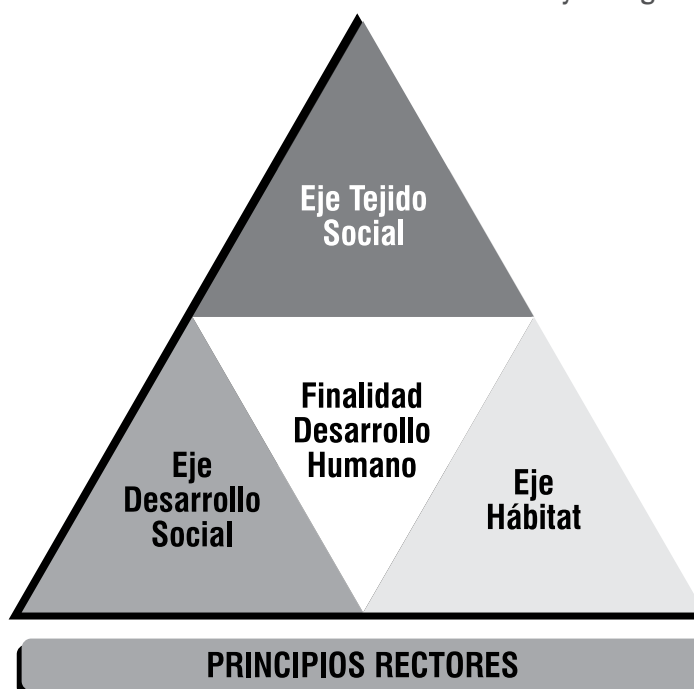 Eje Tejido
Social
Finalidad
Desarrollo
Humano
Eje
Desarrollo
Social
Eje
Hábitat
PRINCIPIOS RECTORES